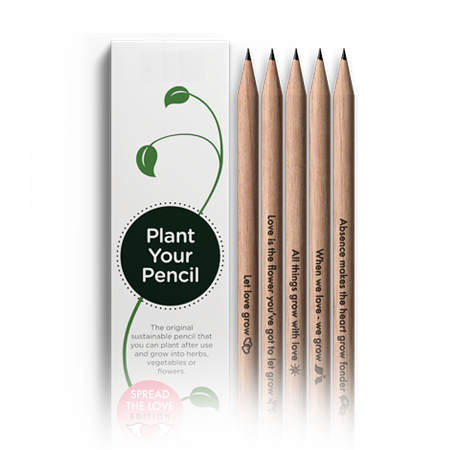 Plant
Your
Pencil
The original
sustainable pencil that
you can plant after use
and grow into herbs,
vegetables or
flowers.
SPREAD
THE LOVE
EDITION
Let love grow
Love is the flower you've got to let grow
All things grow with love
When we love - we grow
Absence makes the heart grow fonder